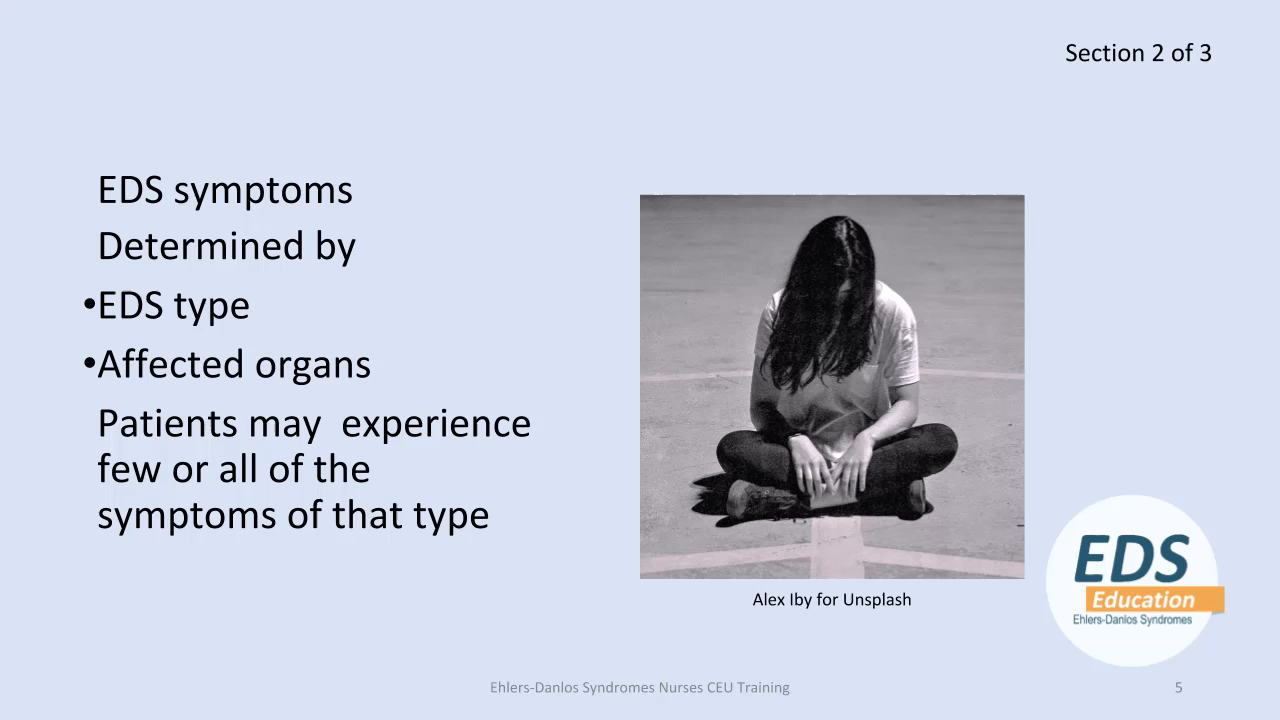 Section 2 of 3
EDS symptoms
Determined by
•EDS type
•Affected organs
Patients may  experience
few or all of the
symptoms of that type
Alex Iby for Unsplash
EDS
Education
Ehlers-Danlos Syndromes
Ehlers-Danlos Syndromes Nurses CEU Training
5